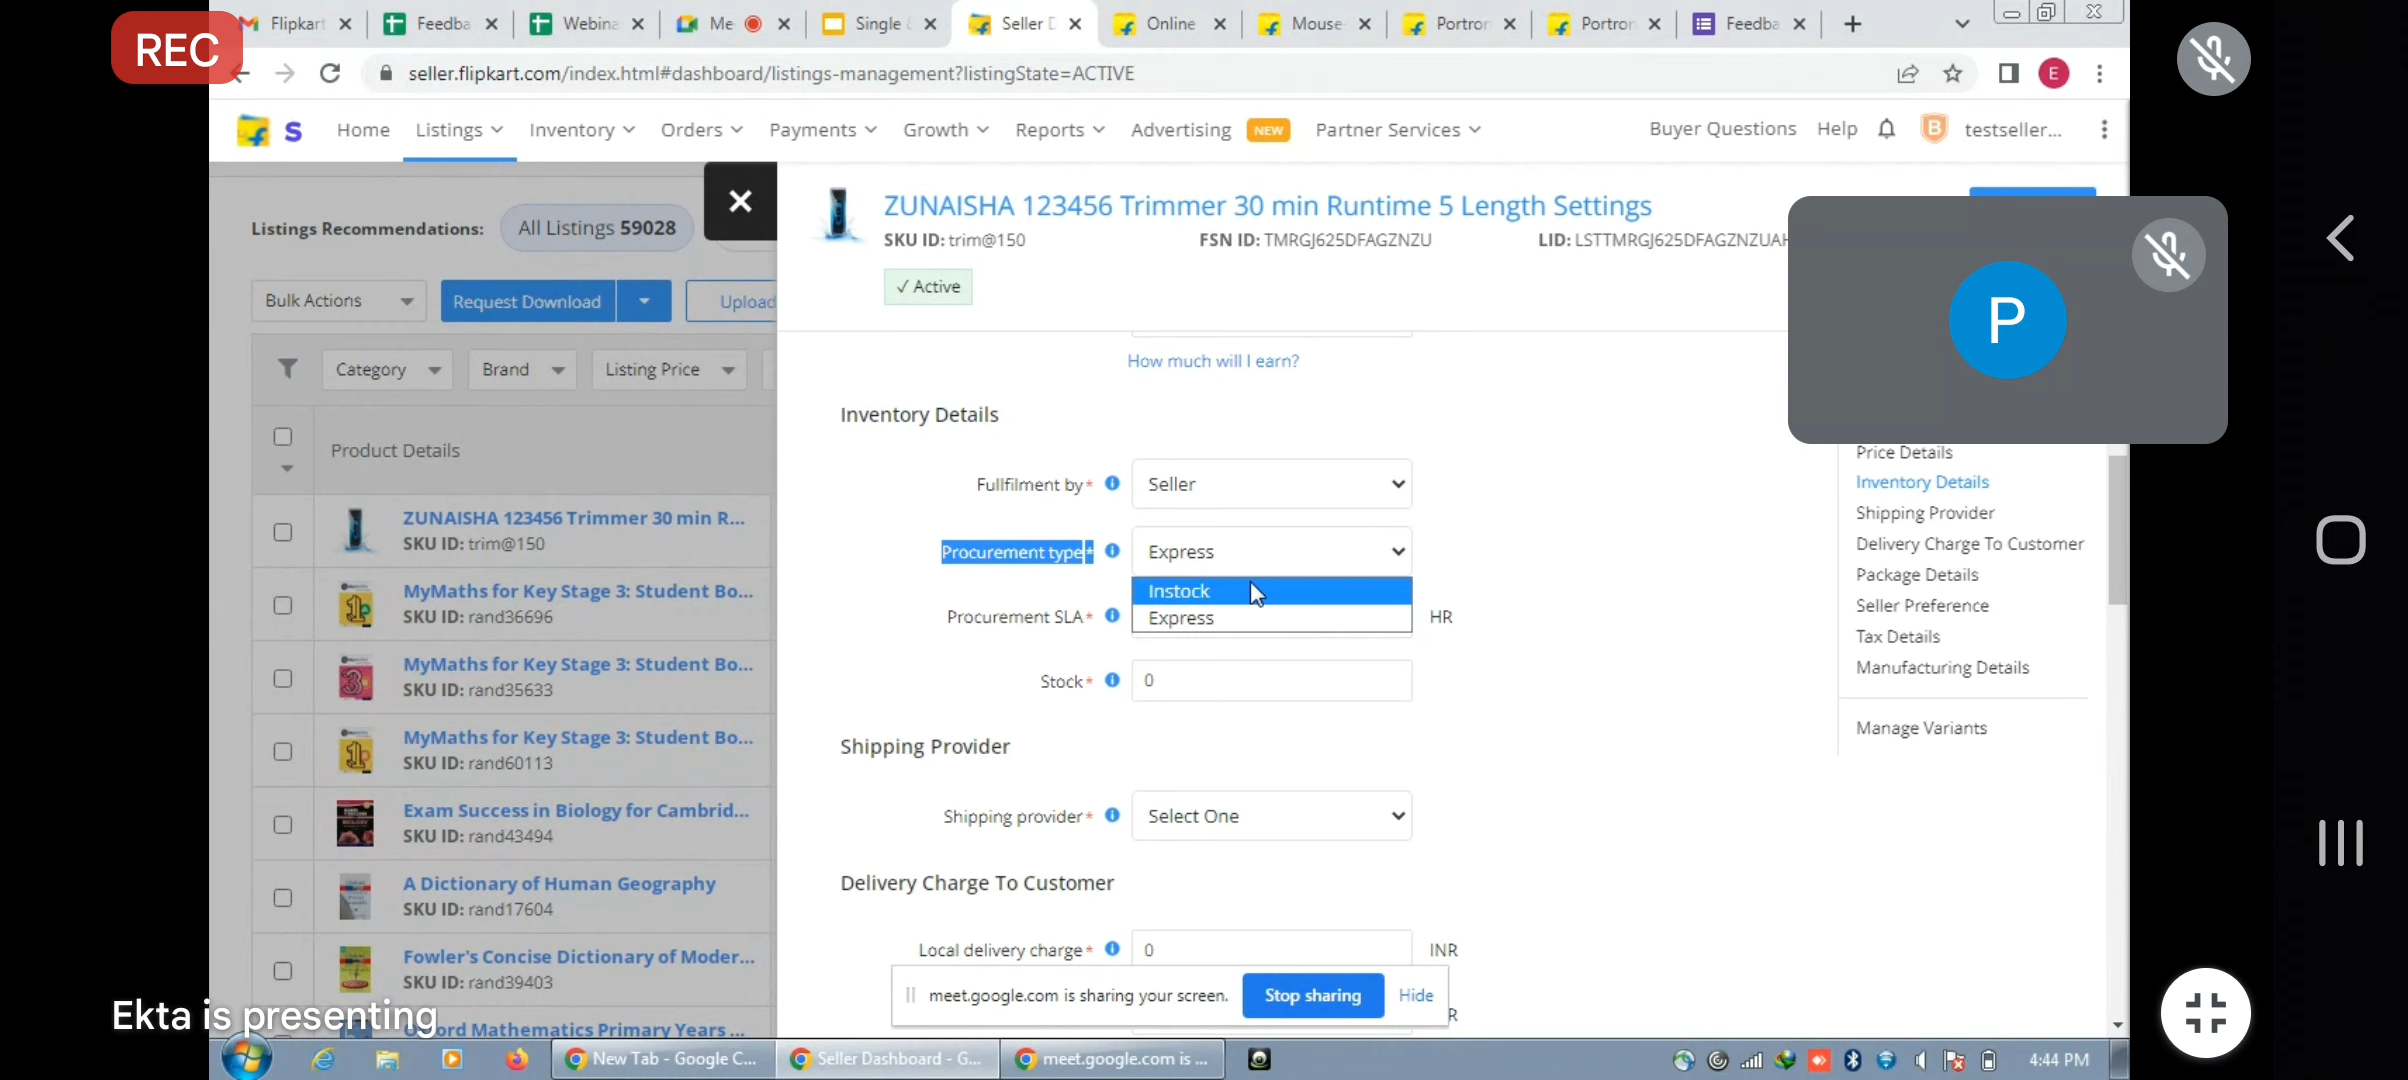 REC
Flipkart
Feedba
Webina
Me
Single
Seller D
Online
Mouse-
Portron
Portron
Feedba
seller.flipkart.com/index.html#dashboard/listings-management?listingState=ACTIVE
E
S
Home
Listings
Inventory
Orders
Payments
Growth
Reports
Advertising
NEW
Partner Services
Buyer Questions
Help
B
testseller...
Listings Recommendations:
All Listings 59028
Bulk Actions
Request Download
Upload
Category
Brand
Listing Price
Product Details
ZUNAISHA 123456 Trimmer 30 min R...
SKU ID: trim@150
MyMaths for Key Stage 3: Student Bo...
SKU ID: rand36696
MyMaths for Key Stage 3: Student Bo...
SKU ID: rand35633
MyMaths for Key Stage 3: Student Bo...
SKU ID: rand60113
Exam Success in Biology for Cambrid...
SKU ID: rand43494
A Dictionary of Human Geography
SKU ID: rand17604
Fowler's Concise Dictionary of Moder...
SKU ID: rand39403
Mathematics Primary Years ...
ZUNAISHA 123456 Trimmer 30 min Runtime 5 Length Settings
SKU ID: trim@150
FSN ID: TMRGJ625DFAGZNZU
LID: LSTTMRGJ625DFAGZNZUAH
✓ Active
P
How much will I earn?
Inventory Details
Fullfilment by*
Seller
Procurement type*
Express
Instock
Express
Procurement SLA*
HR
Stock*
0
Shipping Provider
Shipping provider*
Select One
Delivery Charge To Customer
Local delivery charge*
0
INR
R
Price Details
Inventory Details
Shipping Provider
Delivery Charge To Customer
Package Details
Seller Preference
Tax Details
Manufacturing Details
Manage Variants
meet.google.com is sharing your screen.
Stop sharing
Hide
Ekta is presenting
New Tab - Google C...
Seller Dashboard - G...
meet.google.com is ...
4:44 PM